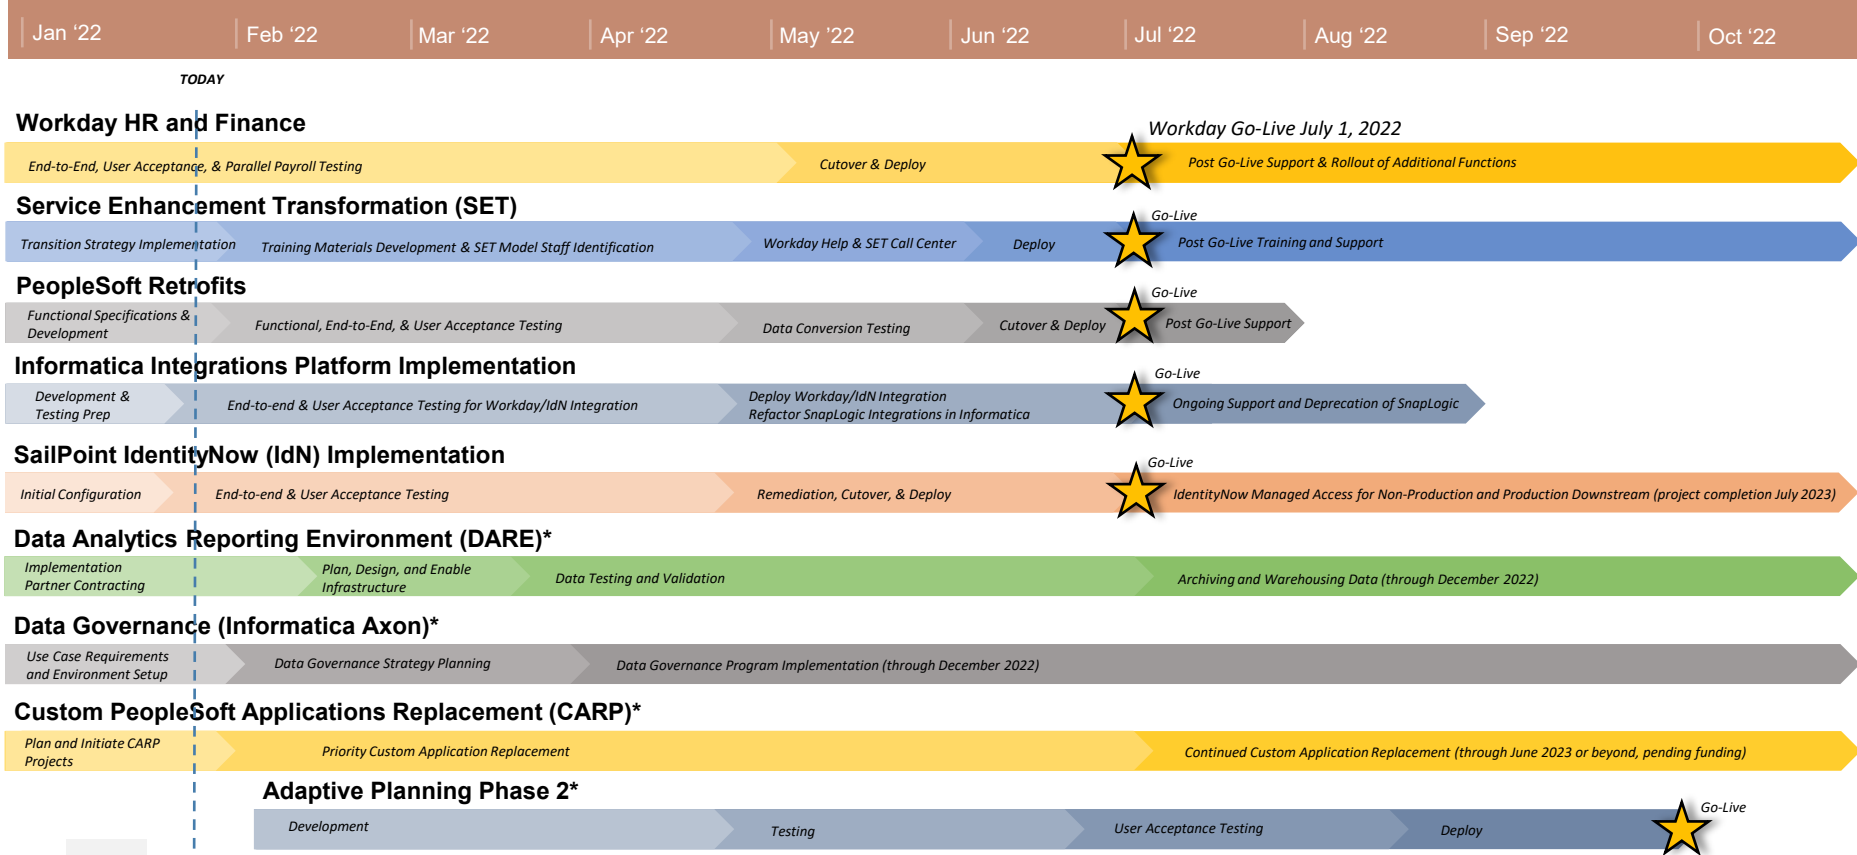 Jan ‘22
Feb ‘22
Mar ‘22
Apr ‘22
May ’22
Jun ‘22
Jul ‘22
Aug ‘22
Sep ‘22
Oct ‘22
TODAY
Workday HR and Finance
Workday Go-Live July 1, 2022
End-to-End, User Acceptance, & Parallel Payroll Testing
Cutover & Deploy
Post Go-Live Support & Rollout of Additional Functions
Service Enhancement Transformation (SET)
Go-Live
Transition Strategy Implementation
Training Materials Development & SET Model Staff Identification
Workday Help & SET Call Center
Deploy
Post Go-Live Training and Support
PeopleSoft Retrofits
Go-Live
Functional Specifications &
Development
Functional, End-to-End, & User Acceptance Testing
Data Conversion Testing
Cutover & Deploy
Post Go-Live Support
Informatica Integrations Platform Implementation
Go-Live
Development &
Testing Prep
End-to-end & User Acceptance Testing for Workday/IdN Integration
Deploy Workday/IdN Integration
Refactor SnapLogic Integrations in Informatica
Ongoing Support and Deprecation of SnapLogic
SailPoint IdentityNow (IdN) Implementation
Go-Live
Initial Configuration
End-to-end & User Acceptance Testing
Remediation, Cutover, & Deploy
IdentityNow Managed Access for Non-Production and Production Downstream (project completion July 2023)
Data Analytics Reporting Environment (DARE)*
Implementation
Partner Contracting
Plan, Design, and Enable
Infrastructure
Data Testing and Validation
Archiving and Warehousing Data (through December 2022)
Data Governance (Informatica Axon)*
Use Case Requirements
and Environment Setup
Data Governance Strategy Planning
Data Governance Program Implementation (through December 2022)
Custom PeopleSoft Applications Replacement (CARP)*
Plan and Initiate CARP
Projects
Priority Custom Application Replacement
Continued Custom Application Replacement (through June 2023 or beyond, pending funding)
Adaptive Planning Phase 2*
Go-Live
Development
Testing
User Acceptance Testing
Deploy